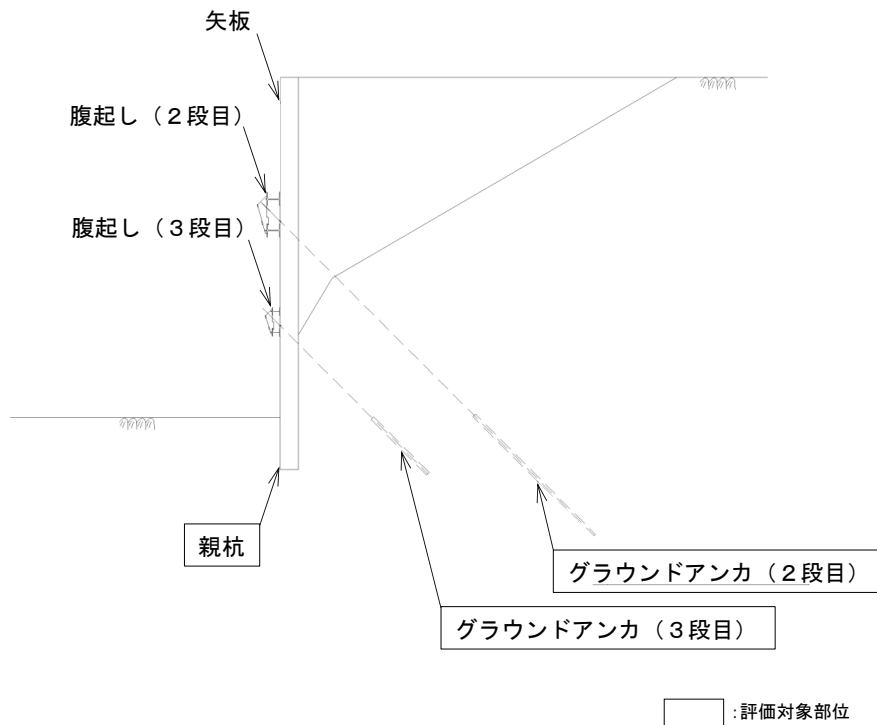 矢板
腹起し（２段目）
腹起し（３段目）
親杭
グラウンドアンカ（２段目）
グラウンドアンカ（３段目）
：評価対象部位